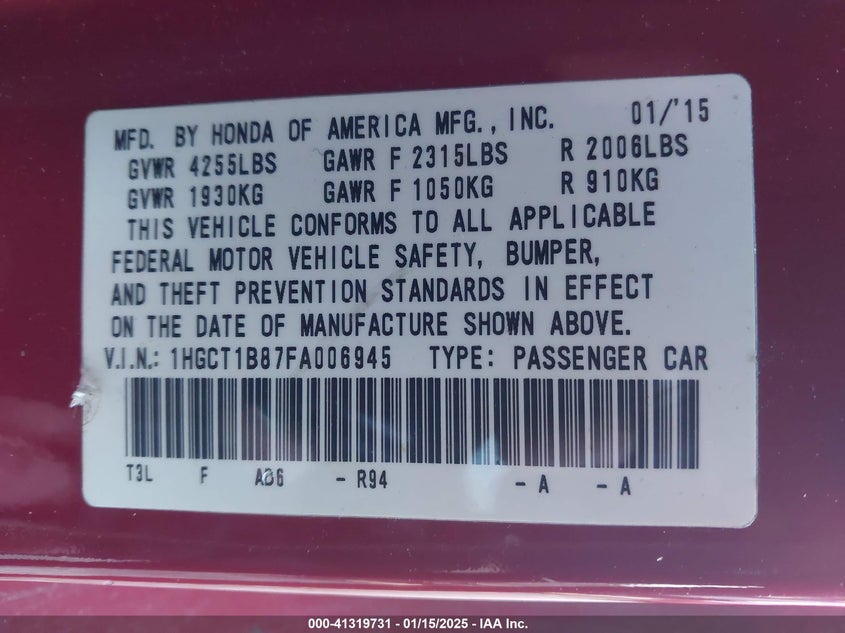 MFD. BY HONDA OF AMERICA MFG., INC. 01/'15
GVWR 4255LBS GAWR F 2315LBS R 2006LBS
GVWR 1930KG GAWR F 1050KG R 910KG
THIS VEHICLE CONFORMS TO ALL APPLICABLE
FEDERAL MOTOR VEHICLE SAFETY, BUMPER,
AND THEFT PREVENTION STANDARDS IN EFFECT
ON THE DATE OF MANUFACTURE SHOWN ABOVE.
V.I.N.: 1HGCT1B87FA006945 TYPE: PASSENGER CAR
T3L F A36 - R94 - A - A
000-41319731 — 01/15/2025 — IAA Inc.